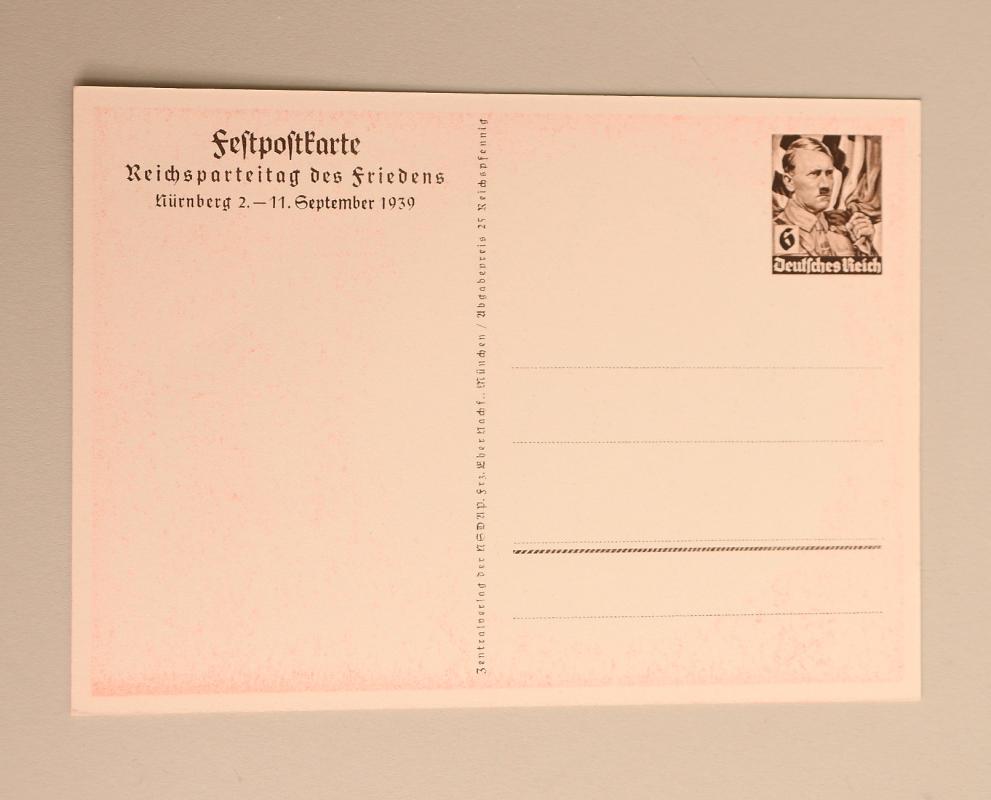 Festpostkarte
Reichsparteitag des Friedens
Nürnberg 2.—11. September 1939
Zentralverlag der NSDAP. Frz. Eher Nachf., München / Abgabepreis 25 Reichspfennig
6
Deutsches Reich